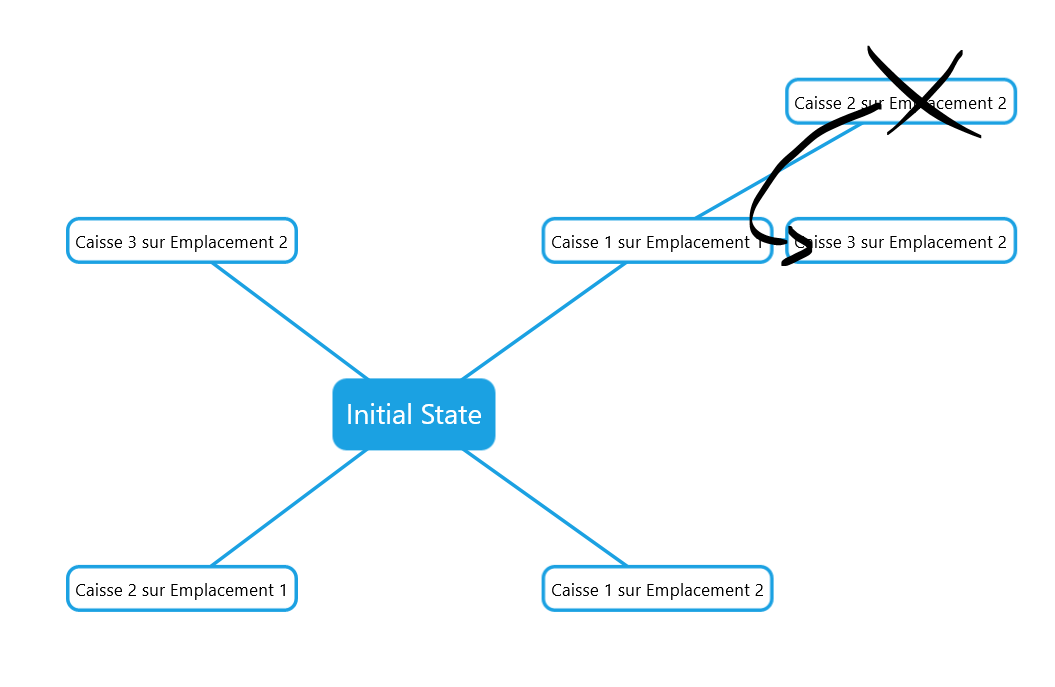 Caisse 2 sur Emplacement 2
Caisse 3 sur Emplacement 2
Caisse 1 sur Emplacement 1
Caisse 3 sur Emplacement 2
Initial State
Caisse 2 sur Emplacement 1
Caisse 1 sur Emplacement 2